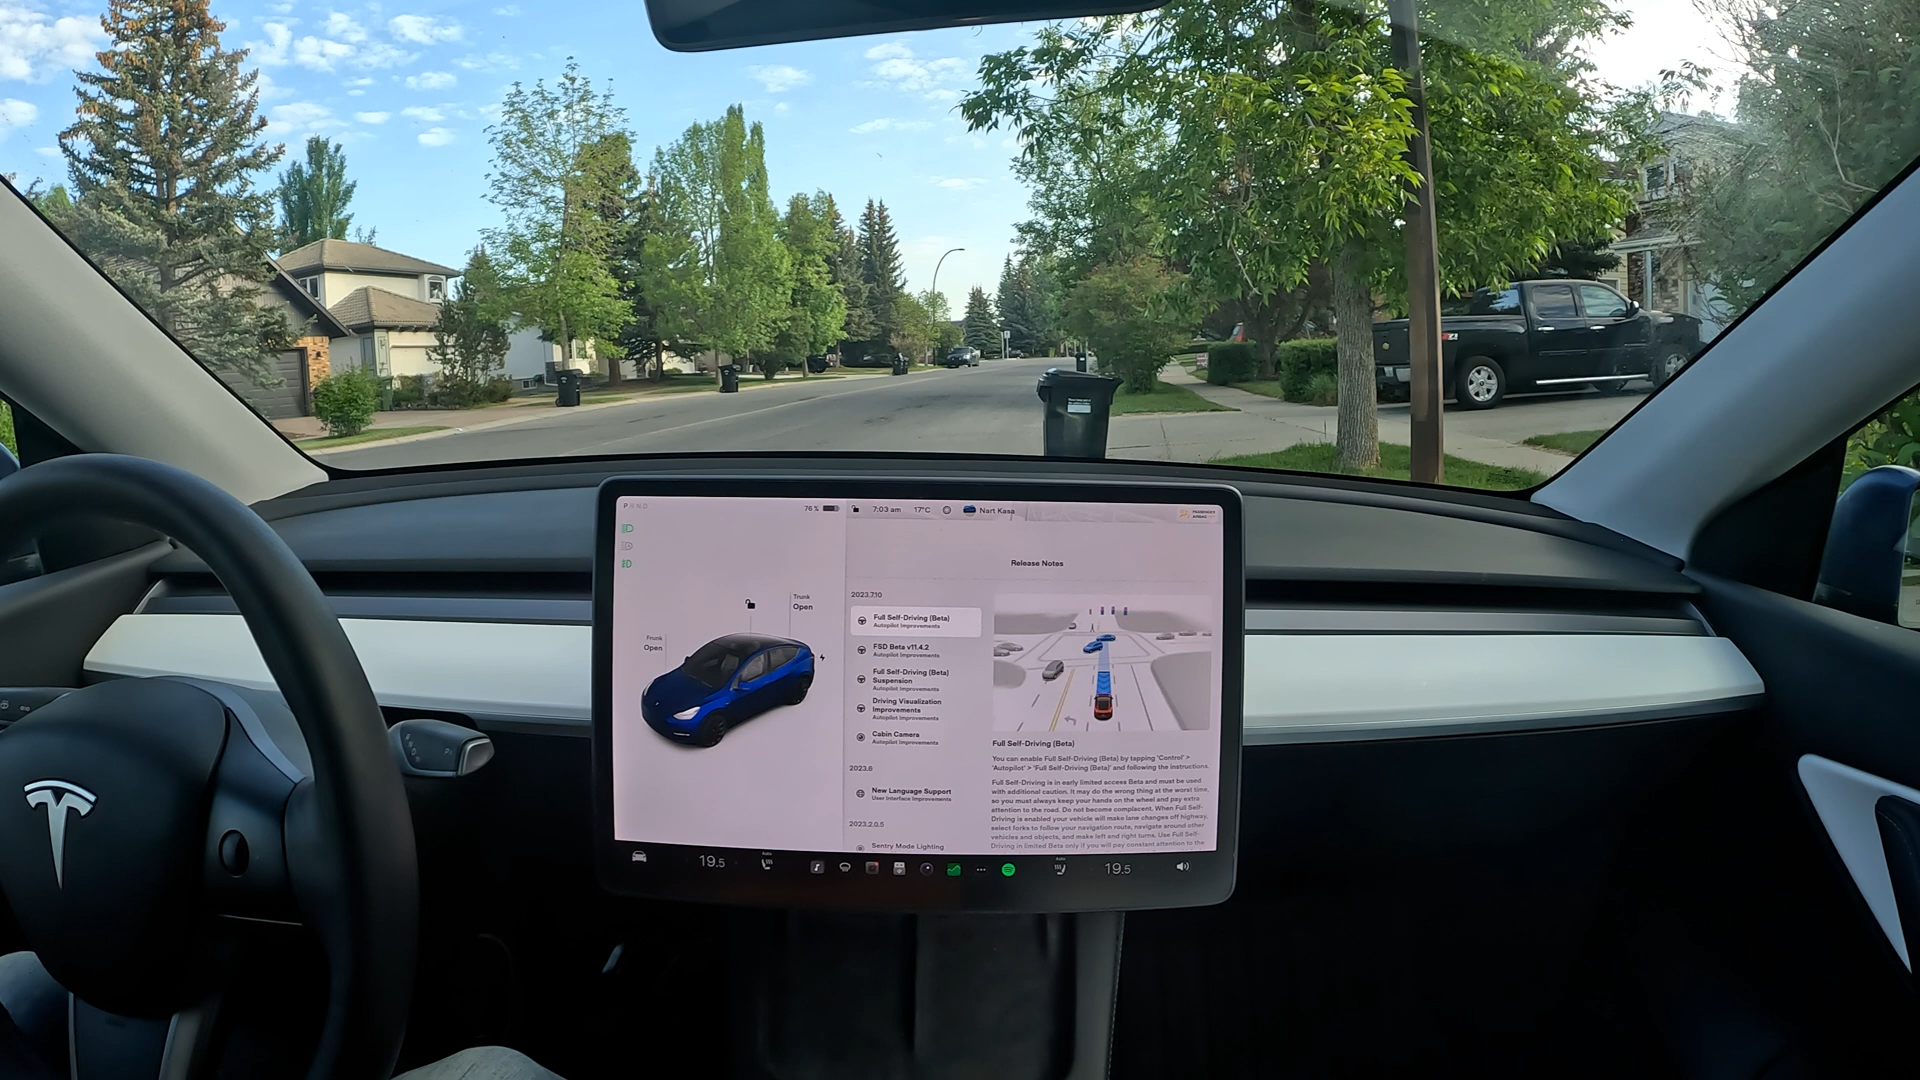 P R N D
76 %
7:03 am
17°C
Nart Kasa
PASSENGER
AIRBAG
Release Notes
Trunk
Open
Frunk
Open
2023.7.10
Full Self-Driving (Beta)
Autopilot Improvements
FSD Beta v11.4.2
Autopilot Improvements
Full Self-Driving (Beta)
Suspension
Autopilot Improvements
Driving Visualization
Improvements
Autopilot Improvements
Cabin Camera
Autopilot Improvements
2023.6
New Language Support
User Interface Improvements
2023.2.0.5
Sentry Mode Lighting
Full Self-Driving (Beta)
You can enable Full Self-Driving (Beta) by tapping 'Control' >
'Autopilot' > 'Full Self-Driving (Beta)' and following the instructions.
Full Self-Driving is in early limited access Beta and must be used
with additional caution. It may do the wrong thing at the worst time,
so you must always keep your hands on the wheel and pay extra
attention to the road. Do not become complacent. When Full Self-
Driving is enabled your vehicle will make lane changes off highway,
select forks to follow your navigation route, navigate around other
vehicles and objects, and make left and right turns. Use Full Self-
Driving in limited Beta only if you will pay constant attention to the
19.5
Auto
Auto
19.5